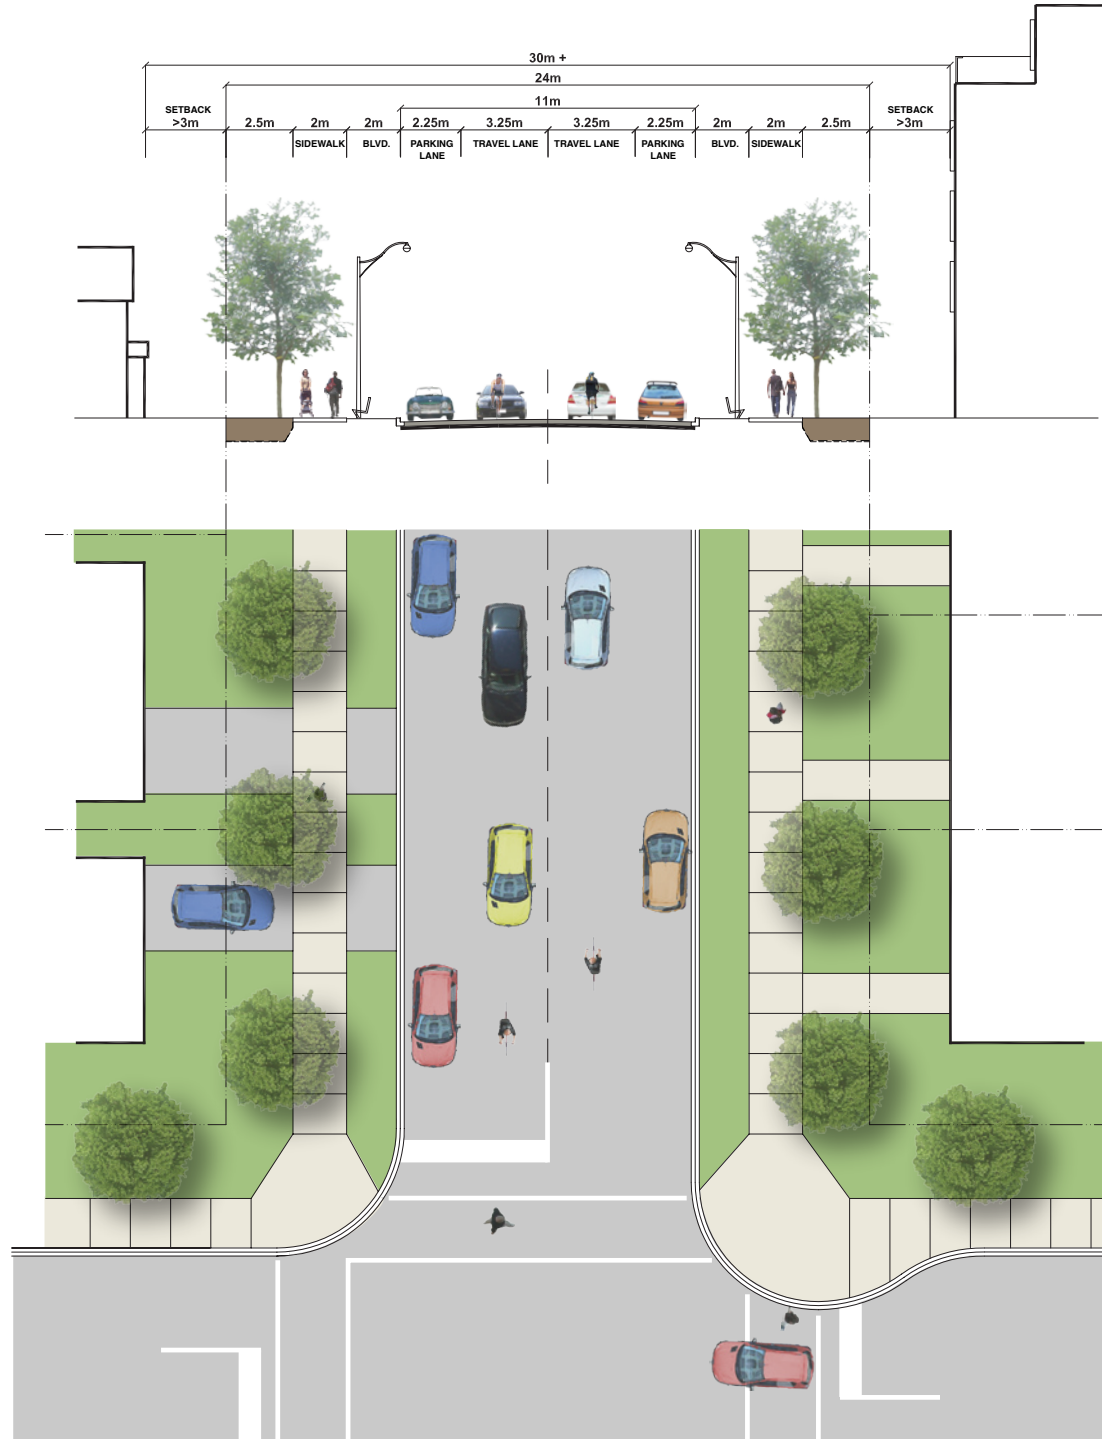 30m +
24m
11m
SETBACK
>3m
2.5m
2m
2m
2.25m
3.25m
3.25m
2.25m
2m
2m
2.5m
SETBACK
>3m
SIDEWALK
BLVD.
PARKING
LANE
TRAVEL LANE
TRAVEL LANE
PARKING
LANE
BLVD.
SIDEWALK